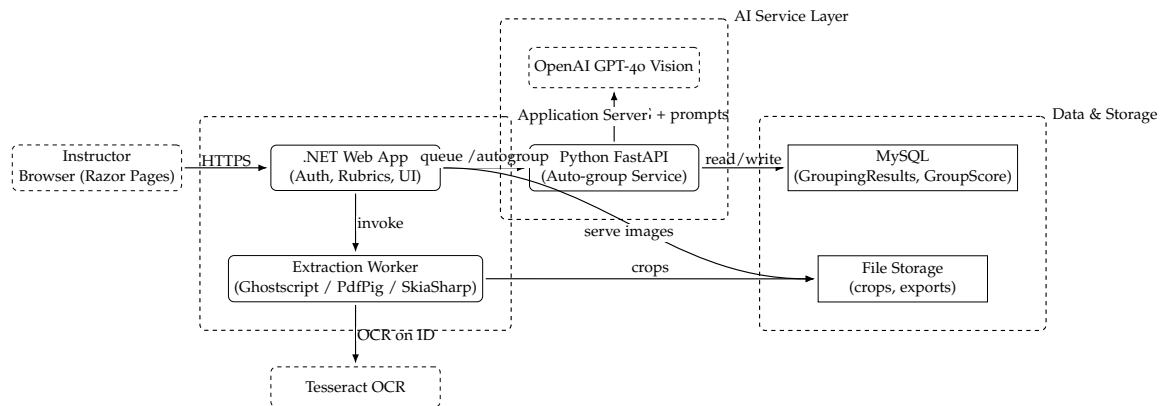 AI Service Layer
OpenAI GPT-4o Vision
Application Server + prompts
Data & Storage
Instructor
Browser (Razor Pages)
HTTPS
.NET Web App
(Auth, Rubrics, UI)
queue /autogroup
Python FastAPI
(Auto-group Service)
read/write
MySQL
(GroupingResults, GroupScore)
invoke
serve images
Extraction Worker
(Ghostscript / PdfPig / SkiaSharp)
crops
File Storage
(crops, exports)
OCR on ID
Tesseract OCR